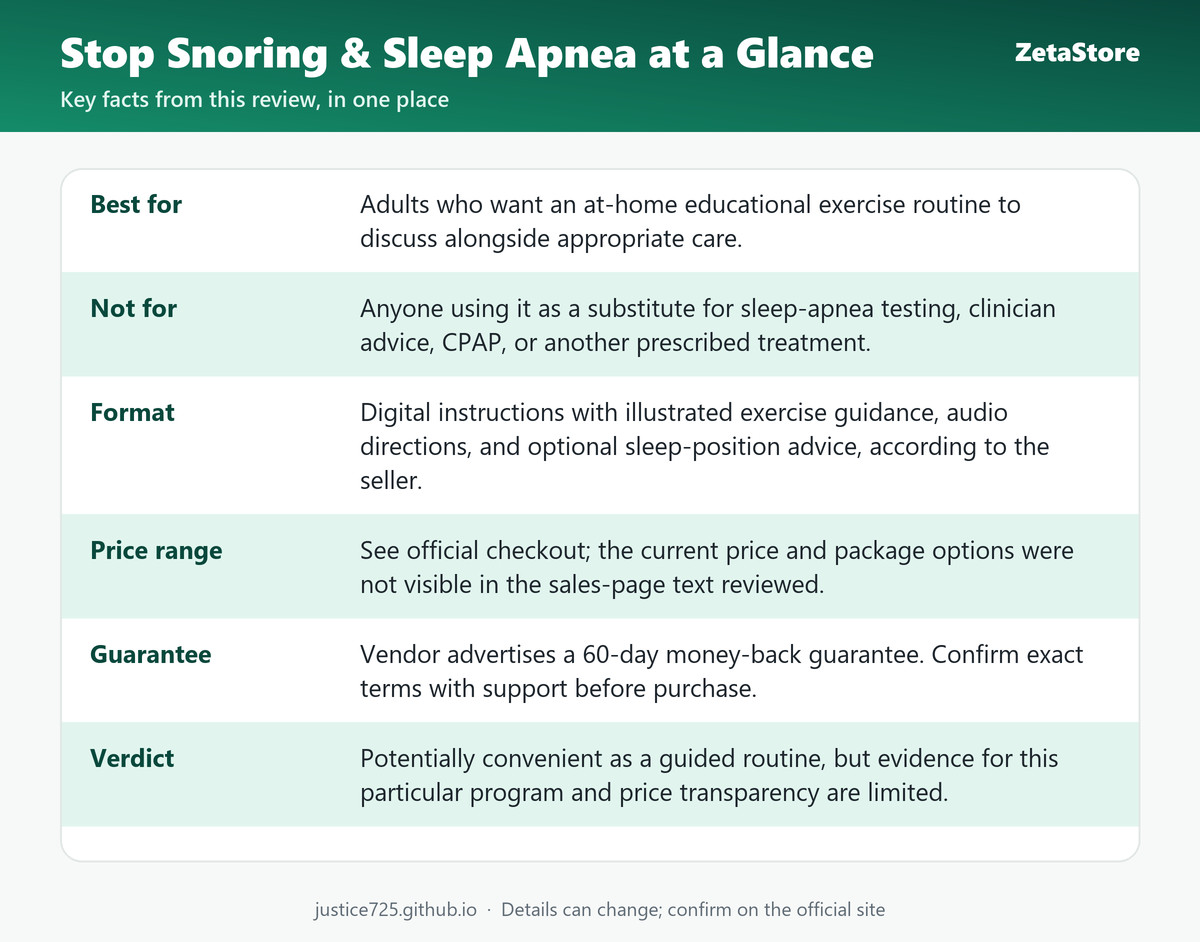 Stop Snoring & Sleep Apnea at a Glance
ZetaStore
Key facts from this review, in one place
Best for
Adults who want an at-home educational exercise routine to
discuss alongside appropriate care.
Not for
Anyone using it as a substitute for sleep-apnea testing, clinician
advice, CPAP, or another prescribed treatment.
Format
Digital instructions with illustrated exercise guidance, audio
directions, and optional sleep-position advice, according to the
seller.
Price range
See official checkout; the current price and package options were
not visible in the sales-page text reviewed.
Guarantee
Vendor advertises a 60-day money-back guarantee. Confirm exact
terms with support before purchase.
Verdict
Potentially convenient as a guided routine, but evidence for this
particular program and price transparency are limited.
justice725.github.io · Details can change; confirm on the official site